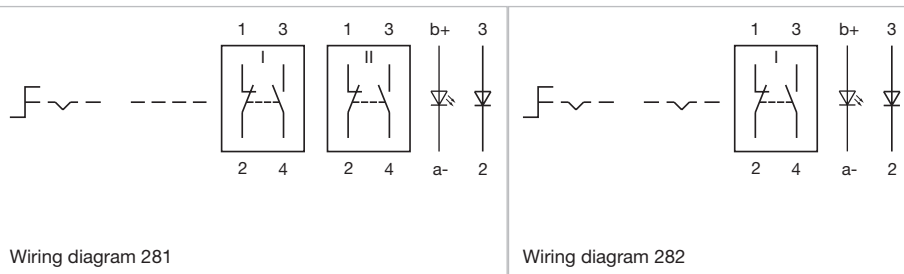 1 3 1 3 b+ 3
I II
2 4 2 4 a- 2
Wiring diagram 281
1 3 b+ 3
I
2 4 a- 2
Wiring diagram 282